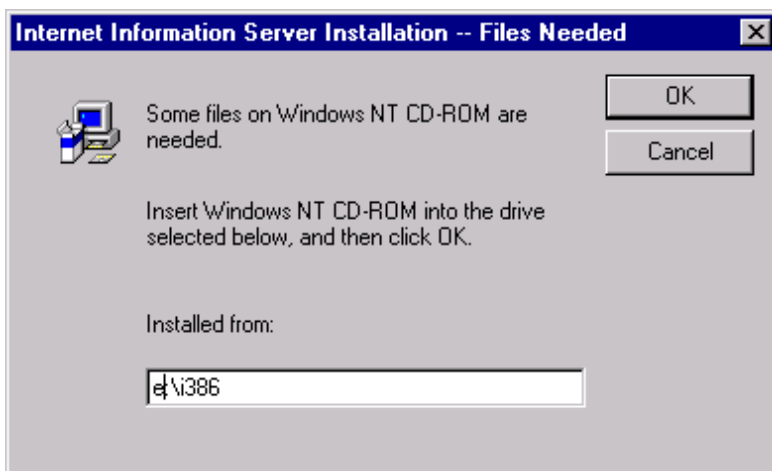 Internet Information Server Installation -- Files Needed
OK
Some files on Windows NT CD-ROM are
needed.
Cancel
Insert Windows NT CD-ROM into the drive
selected below, and then click OK.
Installed from:
e:\i386